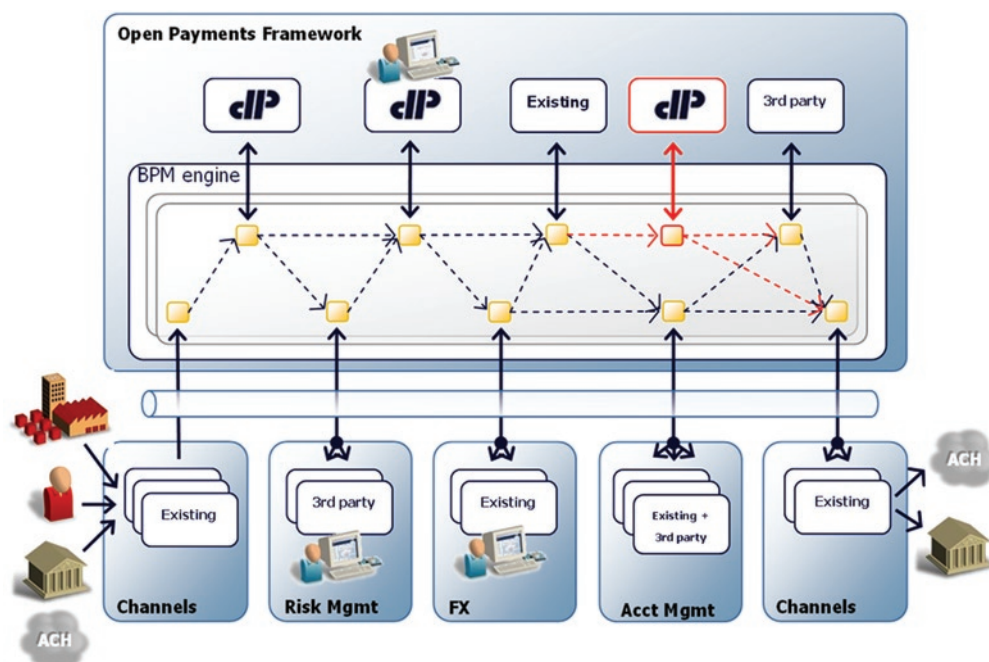 Open Payments Framework
dp
dp
Existing
dp
3rd party
BPM engine
Existing
3rd party
Existing
Existing +
3rd party
Existing
Channels
Risk Mgmt
FX
Acct Mgmt
Channels
ACH
ACH